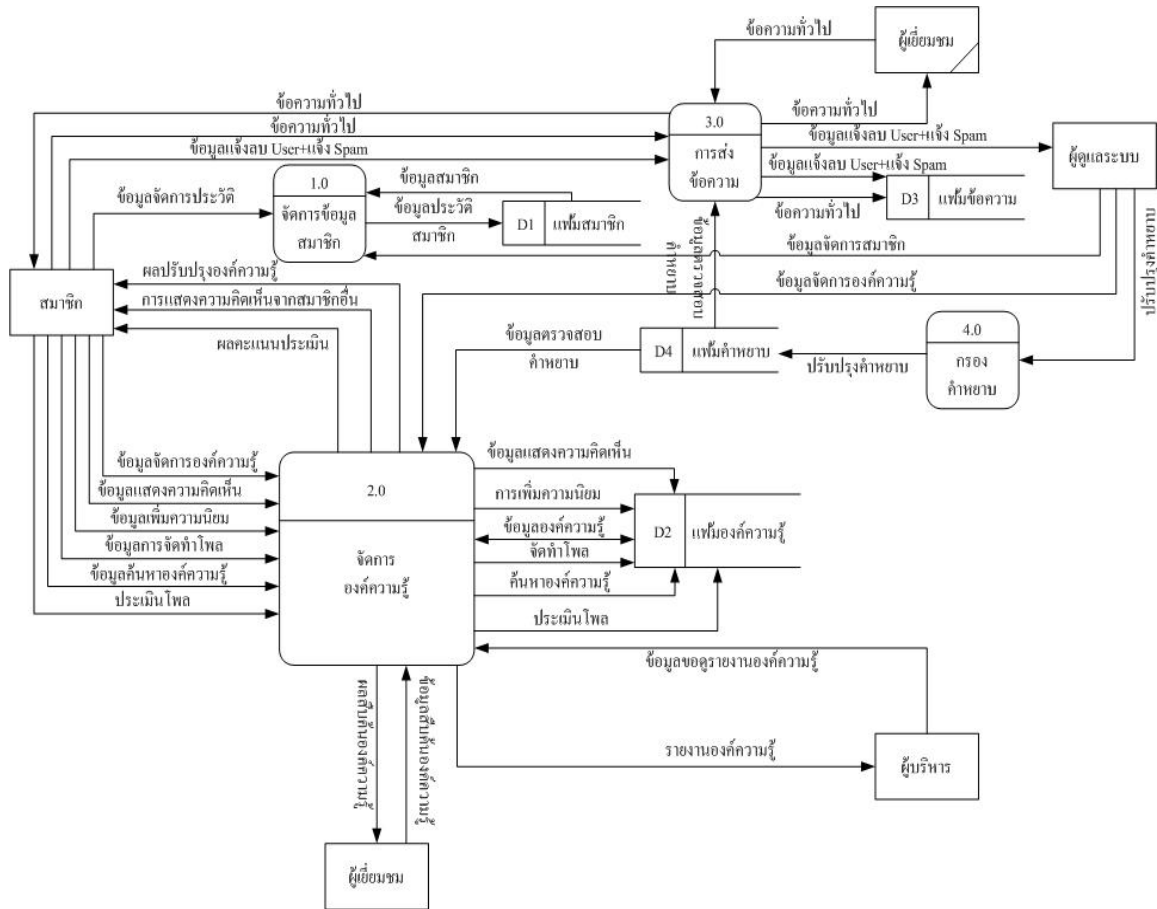 ข้อความทั่วไป
ผู้เยี่ยมชม
ข้อความทั่วไป
ข้อความทั่วไป
ข้อมูลแจ้งลบ User+แจ้ง Spam
3.0
การส่ง
ข้อความ
ข้อความทั่วไป
ข้อมูลแจ้งลบ User+แจ้ง Spam
ข้อมูลแจ้งลบ User+แจ้ง Spam
ข้อความทั่วไป
ผู้ดูแลระบบ
D3
แฟ้มข้อความ
ข้อมูลจัดการประวัติ
1.0
จัดการข้อมูล
สมาชิก
ข้อมูลสมาชิก
ข้อมูลประวัติ
สมาชิก
D1
แฟ้มสมาชิก
ข้อมูลตรวจสอบ
คำหยาบ
ข้อมูลจัดการสมาชิก
ข้อมูลจัดการองค์ความรู้
ปรับปรุงคำหยาบ
สมาชิก
ผลปรับปรุงองค์ความรู้
การแสดงความคิดเห็นจากสมาชิกอื่น
ผลคะแนนประเมิน
ข้อมูลตรวจสอบ
คำหยาบ
D4
แฟ้มคำหยาบ
ปรับปรุงคำหยาบ
4.0
กรอง
คำหยาบ
ข้อมูลจัดการองค์ความรู้
ข้อมูลแสดงความคิดเห็น
ข้อมูลเพิ่มความนิยม
ข้อมูลการจัดทำโพล
ข้อมูลค้นหาองค์ความรู้
ประเมินโพล
2.0
จัดการ
องค์ความรู้
ข้อมูลแสดงความคิดเห็น
การเพิ่มความนิยม
ข้อมูลองค์ความรู้
จัดทำโพล
ค้นหาองค์ความรู้
ประเมินโพล
D2
แฟ้มองค์ความรู้
ข้อมูลขอดูรายงานองค์ความรู้
ผลสืบค้นองค์ความรู้
ข้อมูลสืบค้นองค์ความรู้
รายงานองค์ความรู้
ผู้บริหาร
ผู้เยี่ยมชม